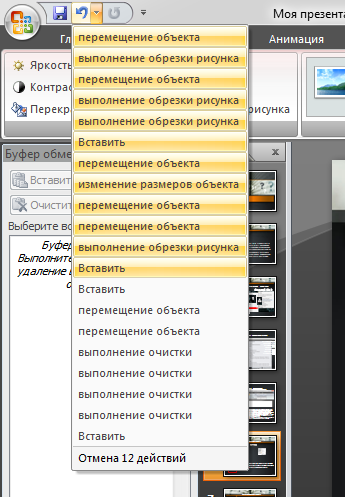 Моя презента
Гл
Анимация
Яркость
Контрас
Перекр
исунка
перемещение объекта
выполнение обрезки рисунка
перемещение объекта
выполнение обрезки рисунка
выполнение обрезки рисунка
Вставить
перемещение объекта
изменение размеров объекта
перемещение объекта
перемещение объекта
выполнение обрезки рисунка
Вставить
Вставить
перемещение объекта
перемещение объекта
выполнение очистки
выполнение очистки
выполнение очистки
выполнение очистки
Вставить
Отмена 12 действий
Буфер обме
Вставит
Очистит
Выберите вс
Буфер
Выполните
удаление